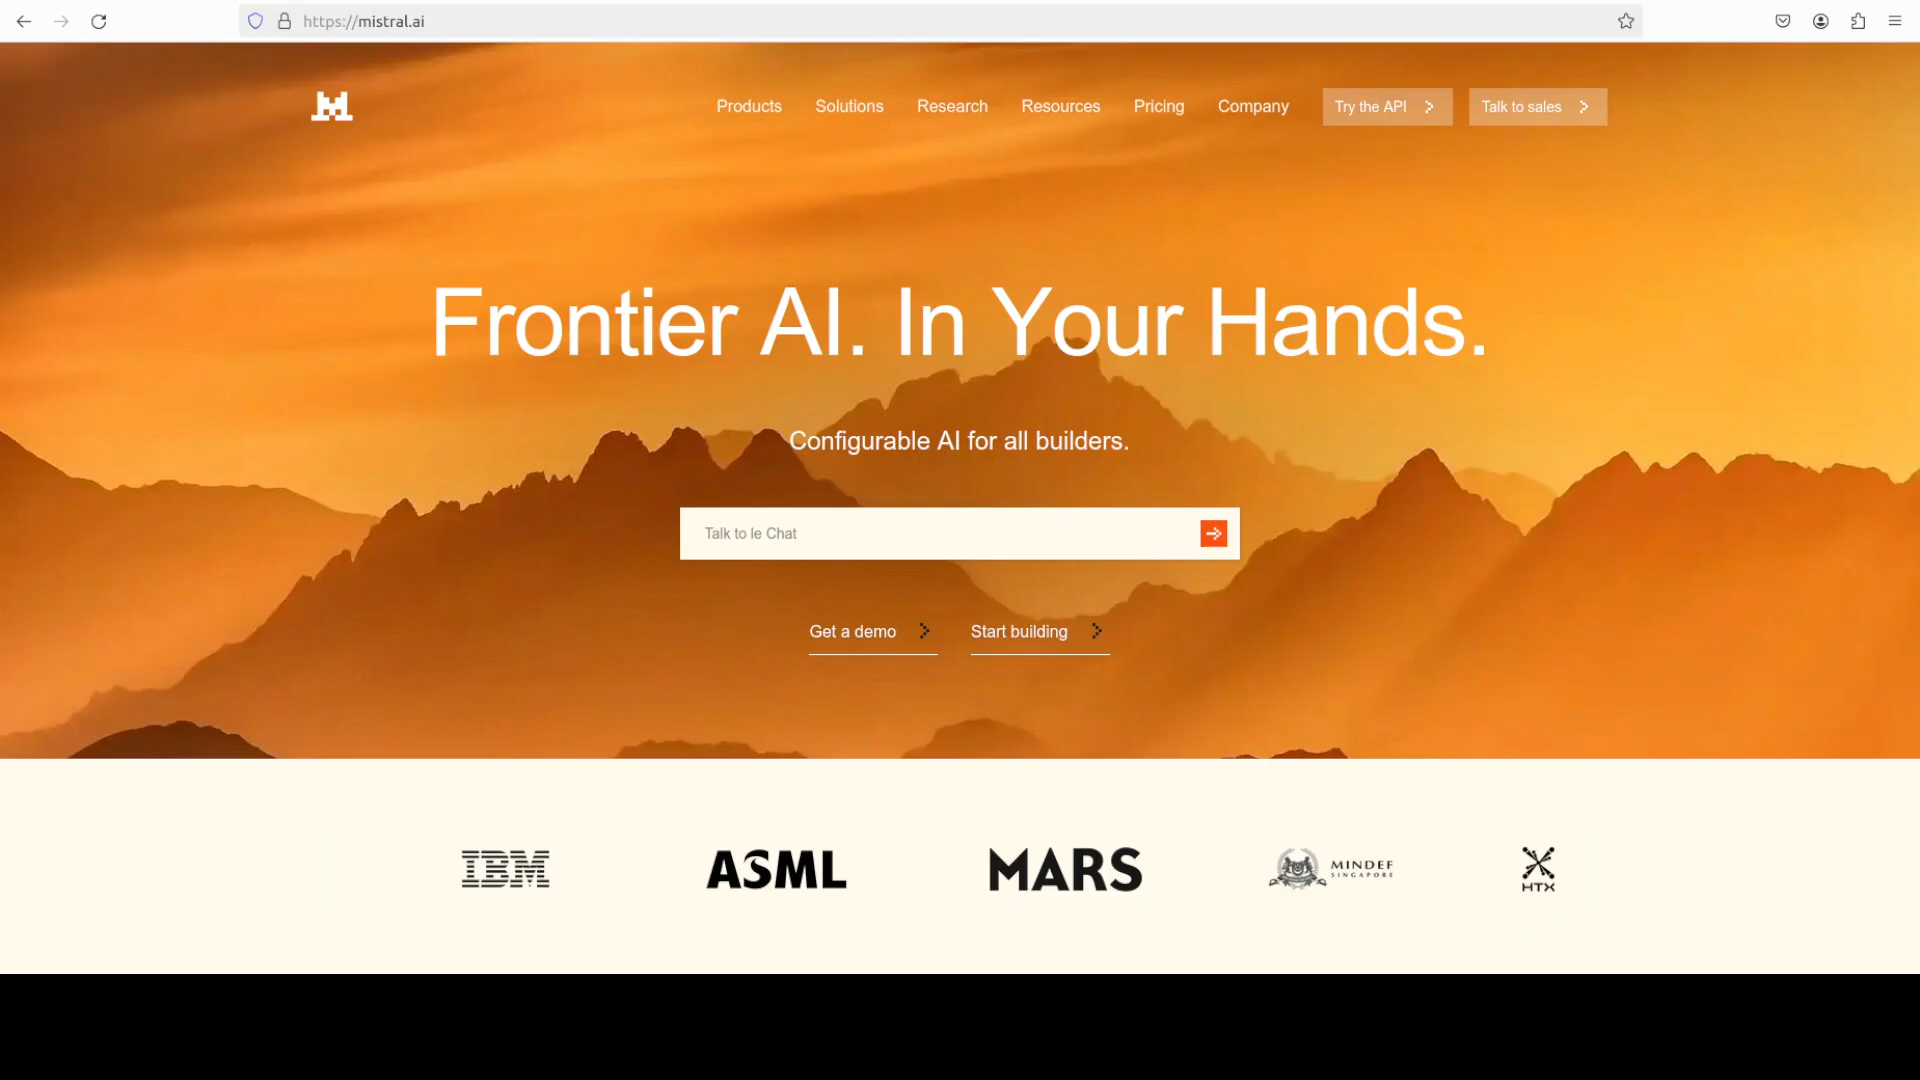 https://mistral.ai
Products Solutions Research Resources Pricing Company Try the API Talk to sales
Frontier AI. In Your Hands.
Configurable AI for all builders.
Talk to le Chat
Get a demo Start building
IBM ASML MARS MINDEF SINGAPORE HTX